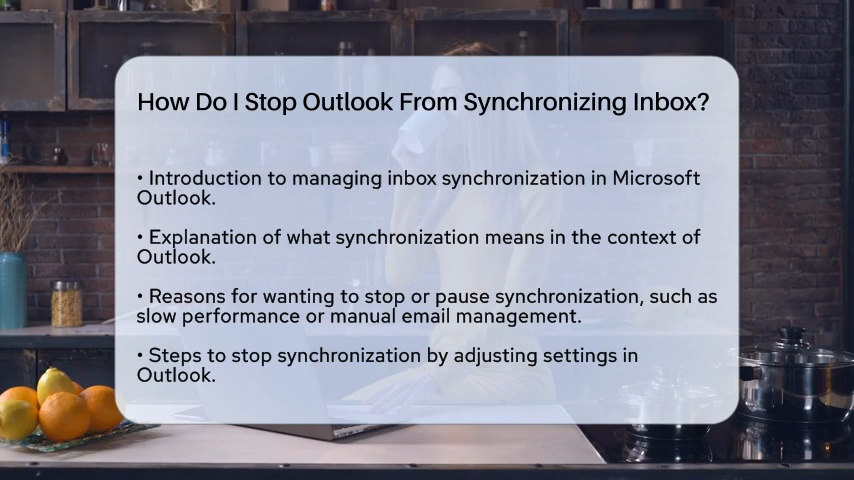 How Do I Stop Outlook From Synchronizing Inbox?
• Introduction to managing inbox synchronization in Microsoft
Outlook.
• Explanation of what synchronization means in the context of
Outlook.
• Reasons for wanting to stop or pause synchronization, such as
slow performance or manual email management.
• Steps to stop synchronization by adjusting settings in
Outlook.